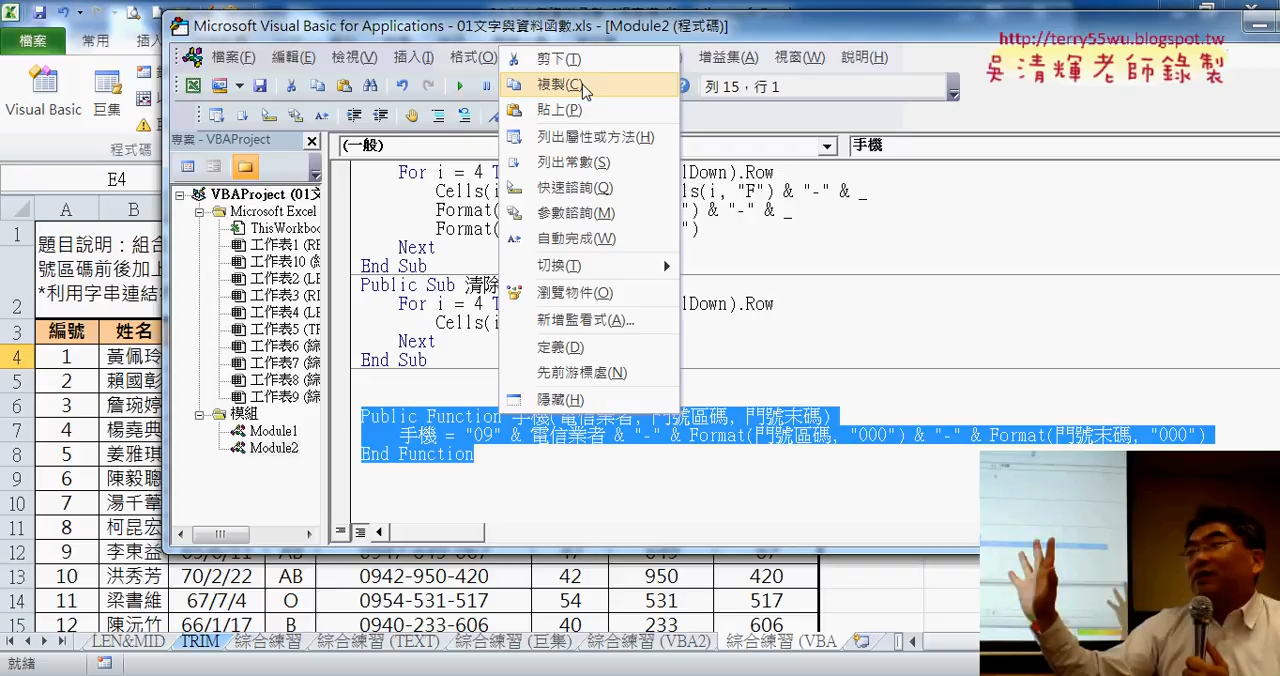 Microsoft Visual Basic for Applications - 01文字與資料函數.xls - [Module2 (程式碼)]
http://terry55wu.blogspot.tw
吳清輝老師錄製
檔案
常用
插入
檔案(F)
編輯(E)
檢視(V)
插入(I)
格式(O)
增益集(A)
視窗(W)
說明(H)
列 15，行 1
Visual Basic
巨集
程式碼
E4
專案 - VBAProject
(一般)
手機
剪下(T)
複製(C)
貼上(P)
列出屬性或方法(H)
列出常數(S)
快速諮詢(Q)
參數諮詢(M)
自動完成(W)
切換(T)
瀏覽物件(O)
新增監看式(A)...
定義(D)
先前游標處(N)
隱藏(H)
VBAProject (01文
Microsoft Excel
ThisWorkbo
工作表1 (RE
工作表10 (綜
工作表2 (LE
工作表3 (RI
工作表4 (LE
工作表5 (TE
工作表6 (綜
工作表7 (綜
工作表8 (綜
工作表9 (綜
模組
Module1
Module2
For i = 4 T lDown).Row
Cells(i ls(i, "F") & "-" & _
Format( ") & "-" & _
Format( ")
Next
End Sub
Public Sub 清除
For i = 4 T lDown).Row
Cells(i
Next
End Sub
Public Function 手機(電信業者, 門號區碼, 門號末碼)
手機 = "09" & 電信業者 & "-" & Format(門號區碼, "000") & "-" & Format(門號末碼, "000")
End Function
A B
1 題目說明：組合
號區碼前後加上
2 *利用字串連結
3 編號 姓名
4 1 黃佩玲
5 2 賴國彰
6 3 詹琬婷
7 4 楊堯典
8 5 姜雅琪
9 6 陳毅聰
10 7 湯千葶
11 8 柯昆宏
12 9 李東益
13 10 洪秀芳 70/2/22 AB 0942-950-420 42 950 420
14 11 梁書維 67/7/4 O 0954-531-517 54 531 517
15 12 陳沅竹 66/1/17 B 0940-233-606 40 233 606
LEN&MID
TRIM
綜合練習
綜合練習 (TEXT)
綜合練習 (巨集)
綜合練習 (VBA2)
綜合練習 (VBA
就緒